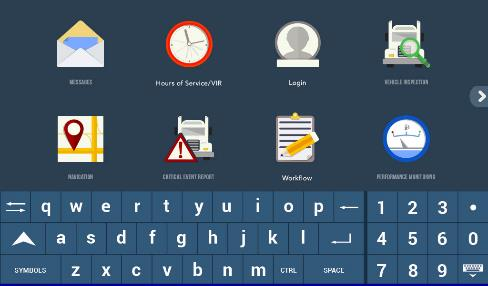 MESSAGES Hours of Service/VIR Login VEHICLE INSPECTION
NAVIGATION CRITICAL EVENT REPORT Workflow PERFORMANCE MONITORING
q w e r t y u i o p 1 2 3 •
a s d f g h j k l 4 5 6 0
SYMBOLS z x c v b n m CTRL SPACE 7 8 9